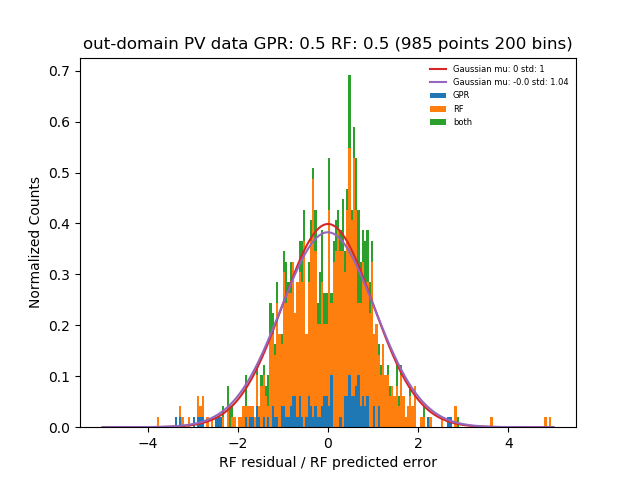 out-domain PV data GPR: 0.5 RF: 0.5 (985 points 200 bins)
Gaussian mu: 0 std: 1
Gaussian mu: -0.0 std: 1.04
GPR
RF
both
Normalized Counts
0.7
0.6
0.5
0.4
0.3
0.2
0.1
0.0
−4 −2 0 2 4
RF residual / RF predicted error